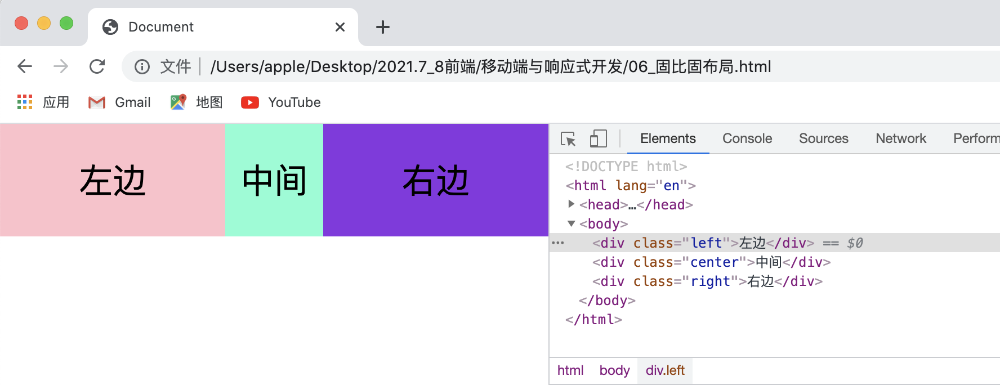 Document
文件 /Users/apple/Desktop/2021.7_8前端/移动端与响应式开发/06_固比固布局.html
应用 Gmail 地图 YouTube
左边 中间 右边
Elements Console Sources Network Perform
<!DOCTYPE html>
<html lang="en">
<head>…</head>
<body>
<div class="left">左边</div> == $0
<div class="center">中间</div>
<div class="right">右边</div>
</body>
</html>
html body div.left